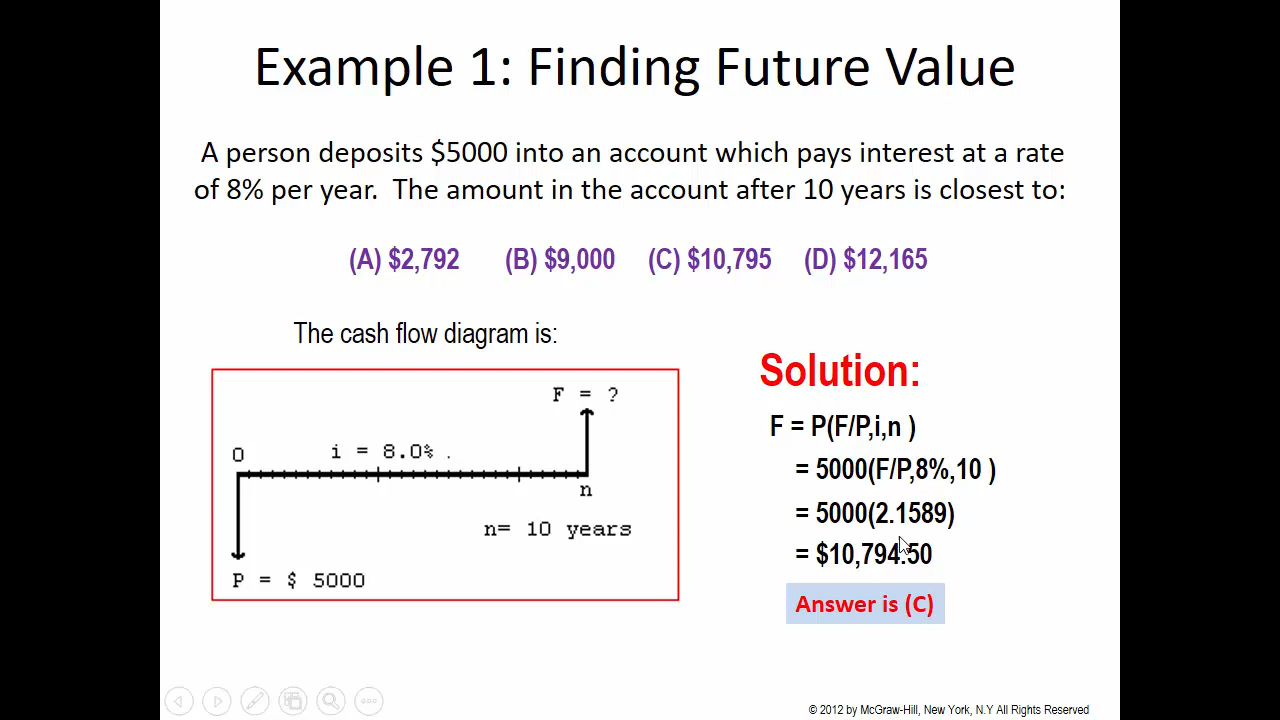 Example 1: Finding Future Value
A person deposits $5000 into an account which pays interest at a rate
of 8% per year. The amount in the account after 10 years is closest to:
(A) $2,792 (B) $9,000 (C) $10,795 (D) $12,165
The cash flow diagram is:
F = ?
0
i = 8.0% .
n
n= 10 years
P = $ 5000
Solution:
F = P(F/P,i,n )
= 5000(F/P,8%,10 )
= 5000(2.1589)
= $10,794.50
Answer is (C)
© 2012 by McGraw-Hill, New York, N.Y All Rights Reserved